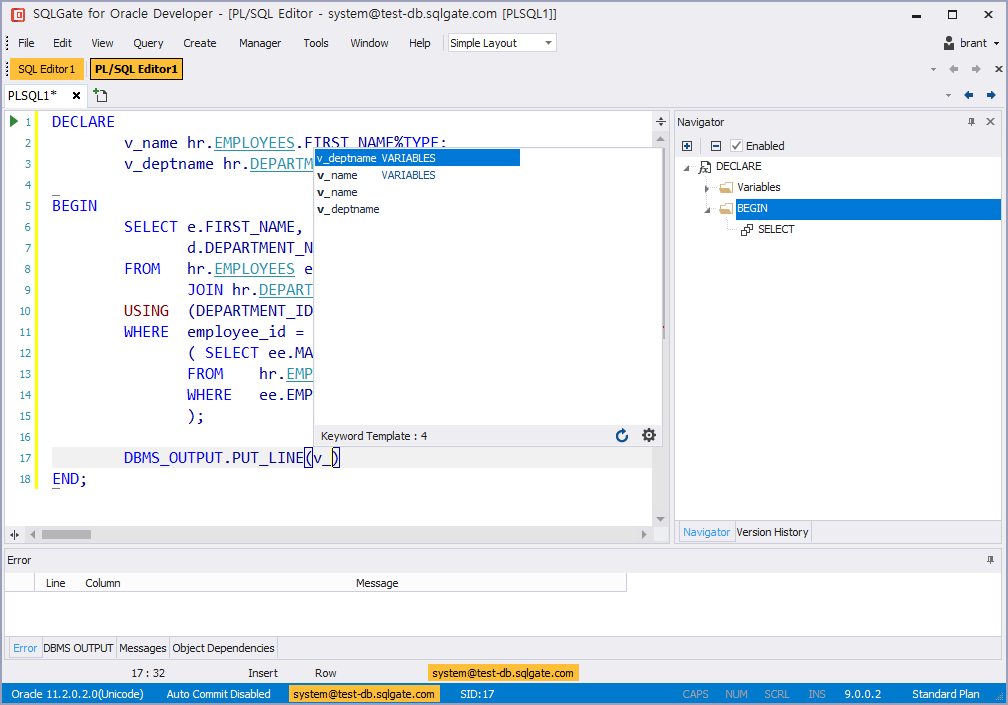 SQLGate for Oracle Developer - [PL/SQL Editor - system@test-db.sqlgate.com [PLSQL1]]
File Edit View Query Create Manager Tools Window Help Simple Layout brant
SQL Editor1 PL/SQL Editor1
PLSQL1*
1 DECLARE
2 v_name hr.EMPLOYEES.FIRST_NAME%TYPE;
3 v_deptname hr.DEPARTM
4
5 BEGIN
6 SELECT e.FIRST_NAME,
7 d.DEPARTMENT_N
8 FROM hr.EMPLOYEES e
9 JOIN hr.DEPART
10 USING (DEPARTMENT_ID
11 WHERE employee_id =
12 ( SELECT ee.MA
13 FROM hr.EMP
14 WHERE ee.EMP
15 );
16
17 DBMS_OUTPUT.PUT_LINE(v_)
18 END;
v_deptname VARIABLES
v_name VARIABLES
v_name
v_deptname
Keyword Template : 4
Navigator
Enabled
DECLARE
Variables
BEGIN
SELECT
Navigator Version History
Error
Line Column Message
Error DBMS OUTPUT Messages Object Dependencies
17 : 32 Insert Row system@test-db.sqlgate.com
Oracle 11.2.0.2.0(Unicode) Auto Commit Disabled system@test-db.sqlgate.com SID:17 CAPS NUM SCRL INS 9.0.0.2 Standard Plan